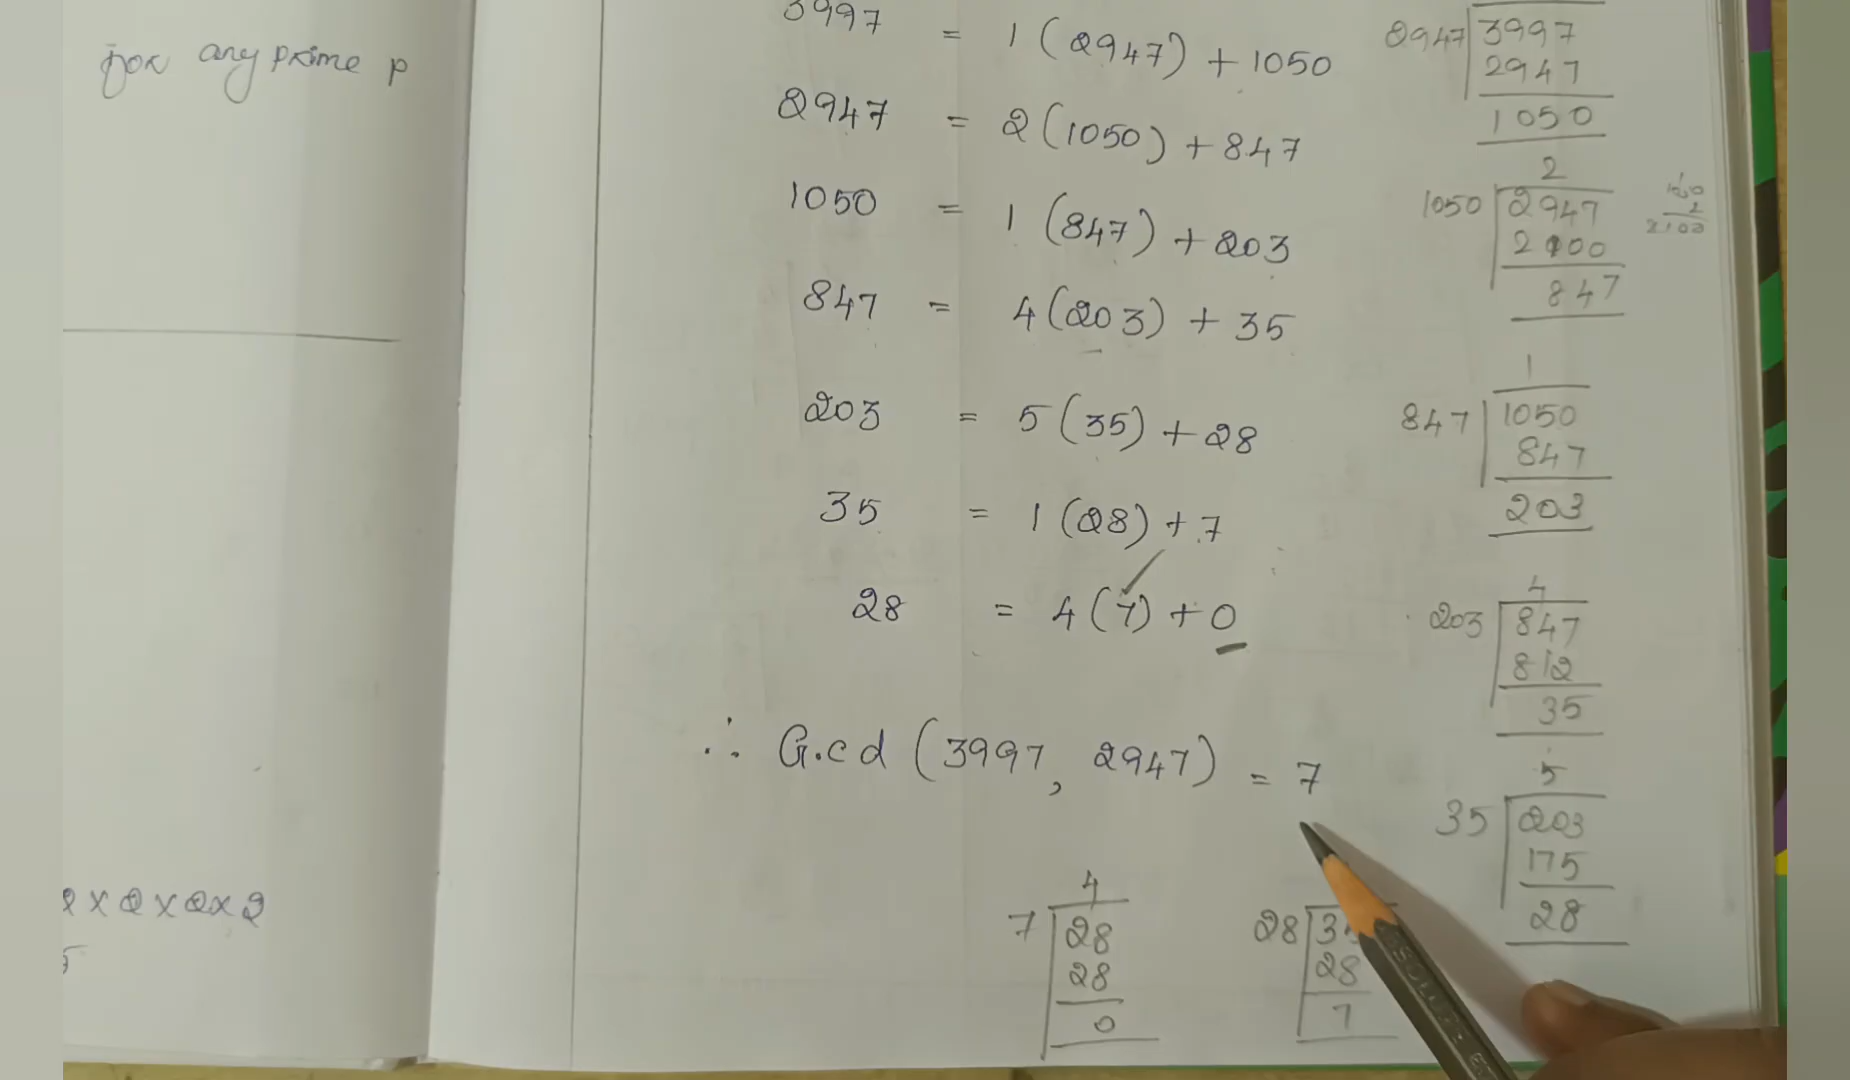 for any prime p
2 x 2 x 2 x 2
3997 = 1 (2947) + 1050
2947 = 2 (1050) + 847
1050 = 1 (847) + 203
847 = 4 (203) + 35
203 = 5 (35) + 28
35 = 1 (28) + 7
28 = 4 (7) + 0
∴ G.c d (3997, 2947) = 7
4
7 28
28
0
28 35
28
7
2947 3997
2947
1050
2
1050 2947
2100
847
2
2100
1
847 1050
847
203
4
203 847
812
35
5
35 203
175
28